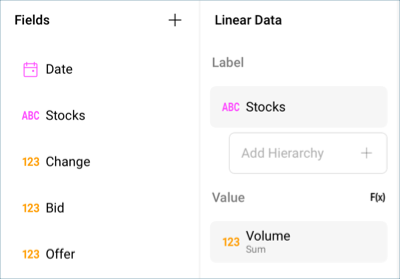 Fields
Date
ABC Stocks
123 Change
123 Bid
123 Offer
Linear Data
Label
ABC Stocks
Add Hierarchy
Value F(x)
123 Volume
Sum